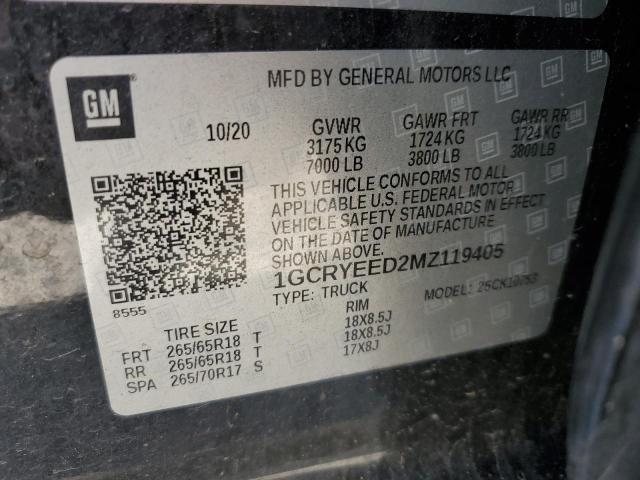 GM
GM
MFD BY GENERAL MOTORS LLC
10/20 GVWR GAWR FRT GAWR RR
3175 KG 1724 KG 1724 KG
7000 LB 3800 LB 3800 LB
THIS VEHICLE CONFORMS TO ALL
APPLICABLE U.S. FEDERAL MOTOR
VEHICLE SAFETY STANDARDS IN EFFECT
ON THE DATE OF MANUFACTURE
SHOWN ABOVE.
1GCRYEED2MZ119405
TYPE: TRUCK MODEL:
8555
TIRE SIZE RIM
FRT 265/65R18 T 18X8.5J
RR 265/65R18 T 18X8.5J
SPA 265/70R17 S 17X8J